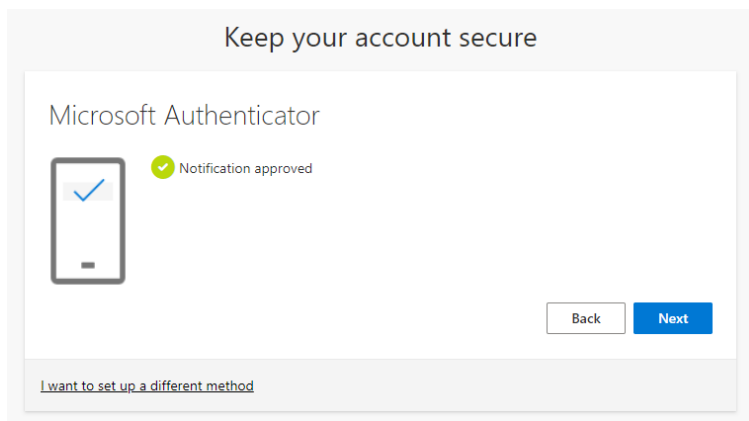 Keep your account secure
Microsoft Authenticator
Notification approved
Back
Next
I want to set up a different method